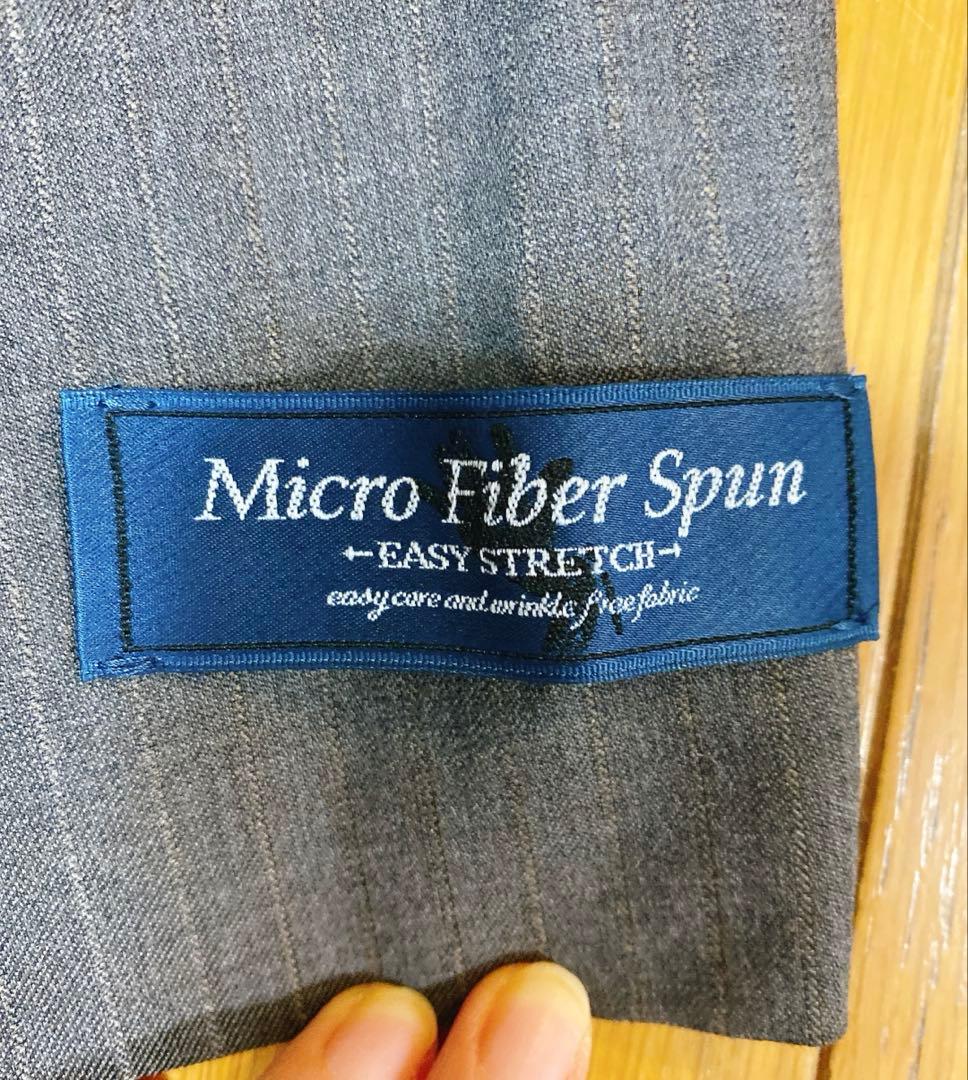 Micro Fiber Spun
←EASY STRETCH→
easy care and wrinkle free fabric